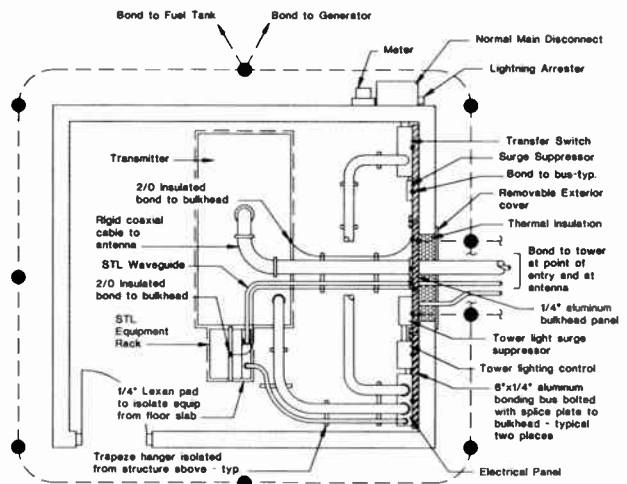 Bond to Fuel Tank
Bond to Generator
Meter
Normal Main Disconnect
Lightning Arrester
Transmitter
2/0 Insulated
bond to bulkhead
Rigid coaxial
cable to
antenna
STL Waveguide
2/0 Insulated
bond to bulkhead
STL
Equipment
Rack
1/4" Lexan pad
to isolate equip
from floor slab
Trapeze hanger isolated
from structure above - typ
Transfer Switch
Surge Suppressor
Bond to bus-typ.
Removable Exterior
cover
Thermal Insulation
Bond to tower
at point of
entry and at
antenna
1/4" aluminum
bulkhead panel
Tower light surge
suppressor
Tower lighting control
6"x1/4" aluminum
bonding bus bolted
with splice plate to
bulkhead - typical
two places
Electrical Panel